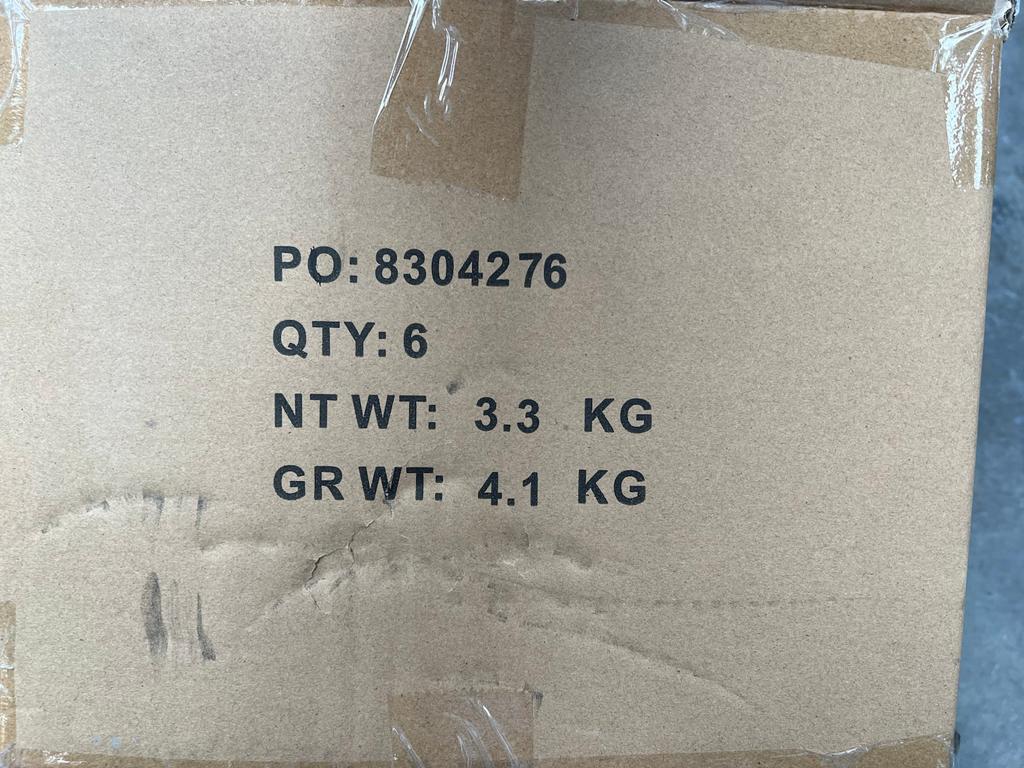 PO: 8304276
QTY: 6
NT WT: 3.3 KG
GR WT: 4.1 KG